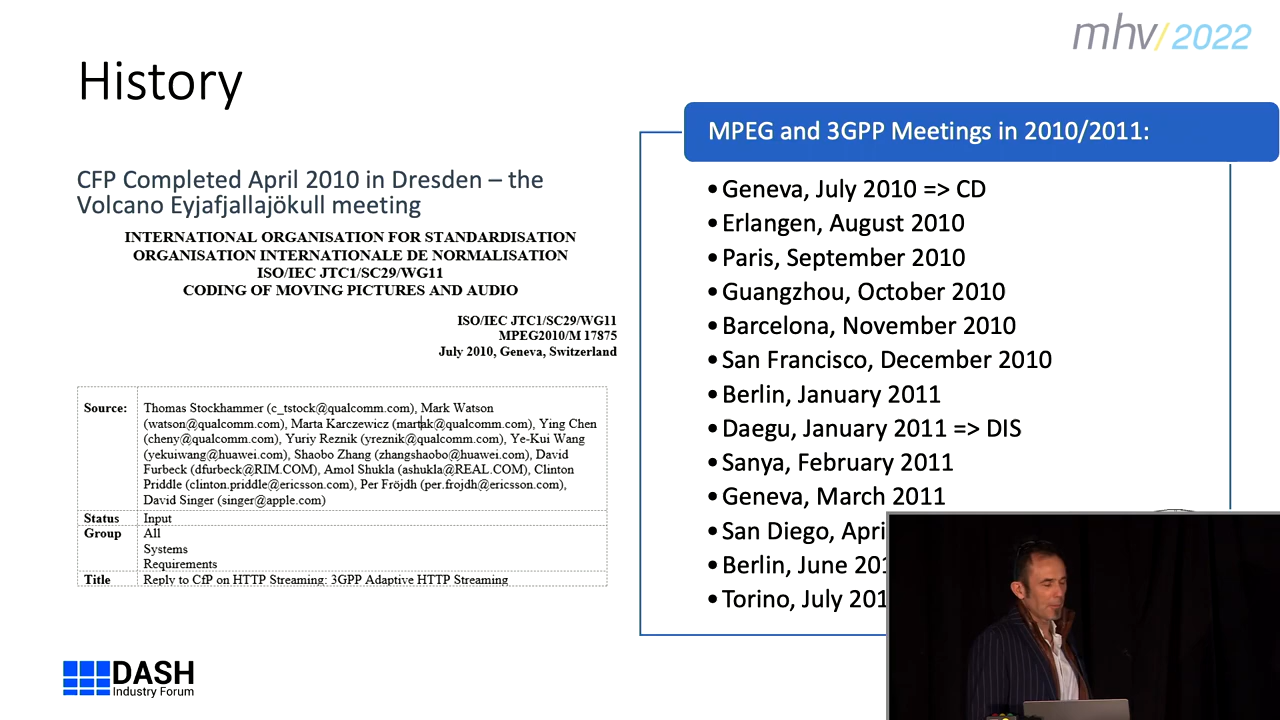 mhv/2022
History
CFP Completed April 2010 in Dresden – the
Volcano Eyjafjallajökull meeting
INTERNATIONAL ORGANISATION FOR STANDARDISATION
ORGANISATION INTERNATIONALE DE NORMALISATION
ISO/IEC JTC1/SC29/WG11
CODING OF MOVING PICTURES AND AUDIO
ISO/IEC JTC1/SC29/WG11
MPEG2010/M 17875
July 2010, Geneva, Switzerland
Source: Thomas Stockhammer (c_tstock@qualcomm.com), Mark Watson
(watson@qualcomm.com), Marta Karczewicz (martak@qualcomm.com), Ying Chen
(cheny@qualcomm.com), Yuriy Reznik (yreznik@qualcomm.com), Ye-Kui Wang
(yekuiwang@huawei.com), Shaobo Zhang (zhangshaobo@huawei.com), David
Furbeck (dfurbeck@RIM.COM), Amol Shukla (ashukla@REAL.COM), Clinton
Priddle (clinton.priddle@ericsson.com), Per Fröjdh (per.frojdh@ericsson.com),
David Singer (singer@apple.com)
Status Input
Group All
Systems
Requirements
Title Reply to CfP on HTTP Streaming: 3GPP Adaptive HTTP Streaming
MPEG and 3GPP Meetings in 2010/2011:
• Geneva, July 2010 => CD
• Erlangen, August 2010
• Paris, September 2010
• Guangzhou, October 2010
• Barcelona, November 2010
• San Francisco, December 2010
• Berlin, January 2011
• Daegu, January 2011 => DIS
• Sanya, February 2011
• Geneva, March 2011
• San Diego, Apri
• Berlin, June 201
• Torino, July 201
DASH
Industry Forum